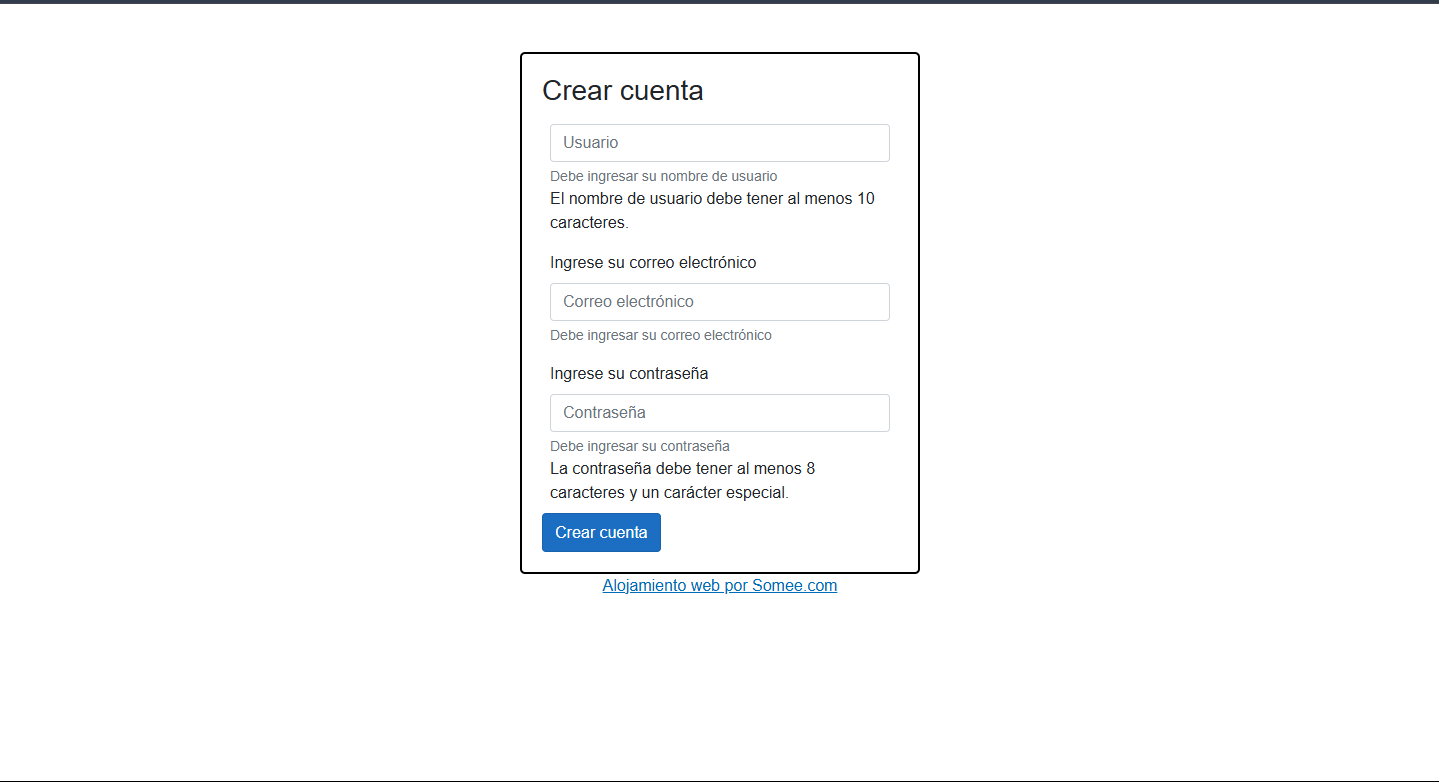 Crear cuenta
Usuario
Debe ingresar su nombre de usuario
El nombre de usuario debe tener al menos 10
caracteres.
Ingrese su correo electrónico
Correo electrónico
Debe ingresar su correo electrónico
Ingrese su contraseña
Contraseña
Debe ingresar su contraseña
La contraseña debe tener al menos 8
caracteres y un carácter especial.
Crear cuenta
Alojamiento web por Somee.com